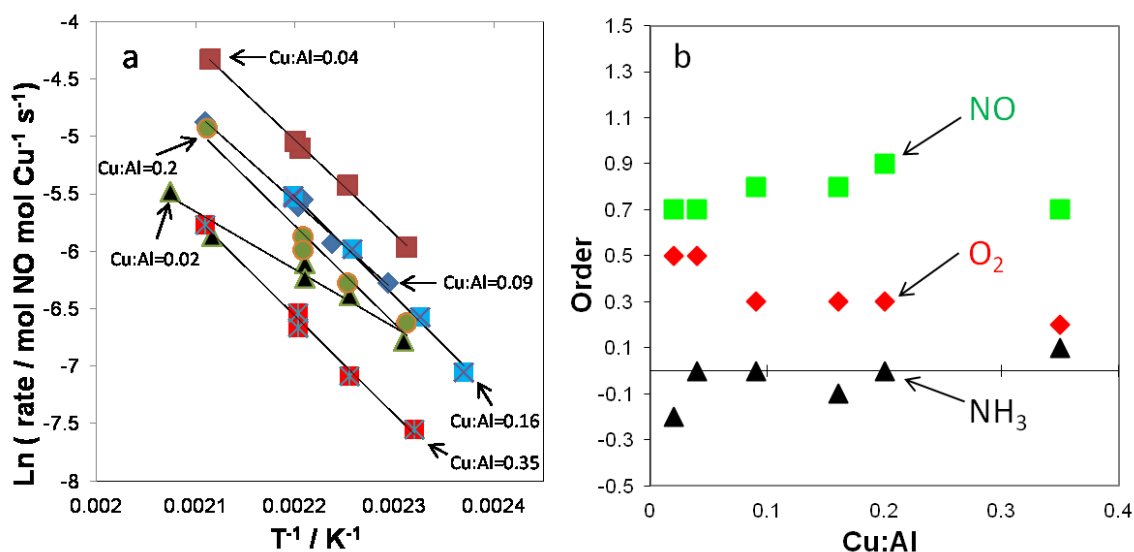 a
Ln ( rate / mol NO mol Cu⁻¹ s⁻¹)
-4
-4.5
-5
-5.5
-6
-6.5
-7
-7.5
-8
0.002
0.0021
0.0022
0.0023
0.0024
T⁻¹ / K⁻¹
Cu:Al=0.04
Cu:Al=0.2
Cu:Al=0.02
Cu:Al=0.09
Cu:Al=0.16
Cu:Al=0.35
b
Order
1.5
1.3
1.1
0.9
0.7
0.5
0.3
0.1
-0.1
-0.3
-0.5
0
0.1
0.2
0.3
0.4
Cu:Al
NO
O₂
NH₃